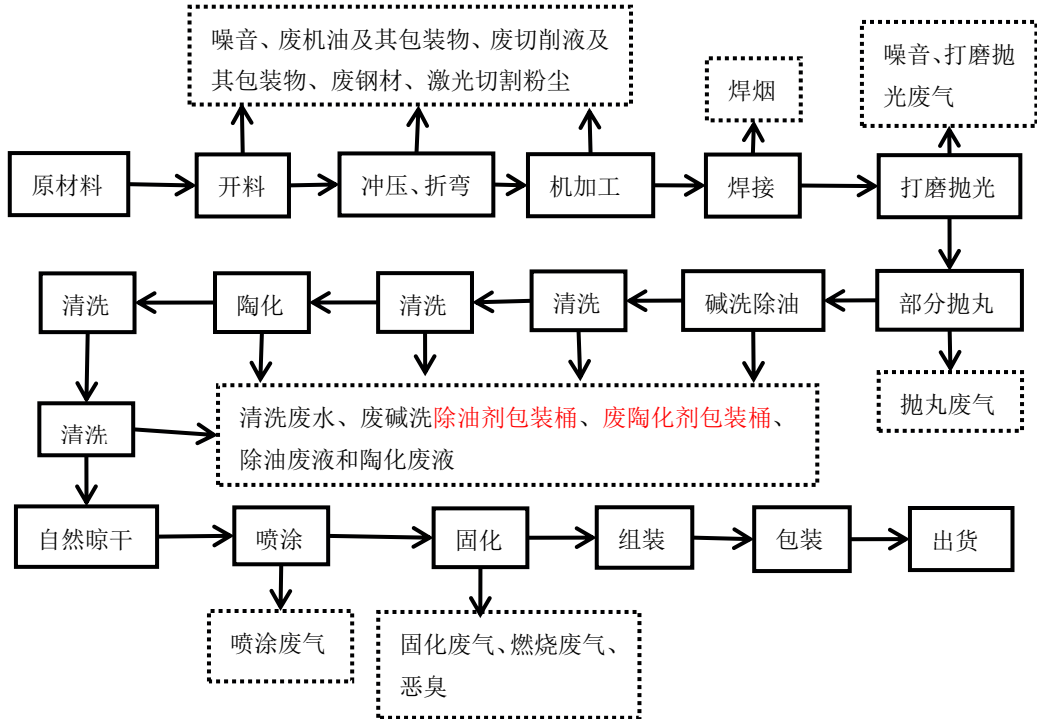 噪音、废机油及其包装物、废切削液及
其包装物、废钢材、激光切割粉尘
焊烟
噪音、打磨抛
光废气
原材料
开料
冲压、折弯
机加工
焊接
打磨抛光
清洗
陶化
清洗
清洗
碱洗除油
部分抛丸
抛丸废气
清洗
清洗废水、废碱洗除油剂包装桶、废陶化剂包装桶、
除油废液和陶化废液
自然晾干
喷涂
固化
组装
包装
出货
喷涂废气
固化废气、燃烧废气、
恶臭